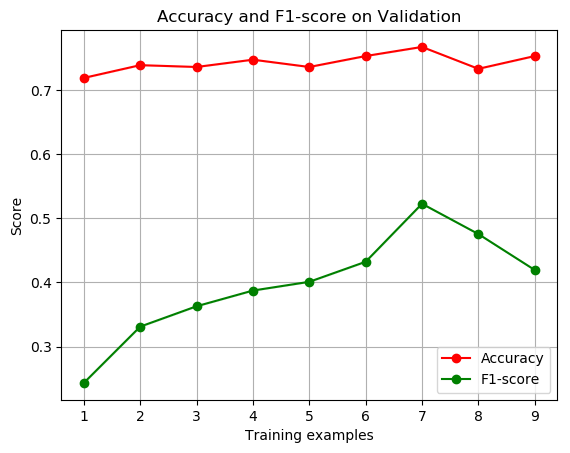 Accuracy and F1-score on Validation
Score
0.7
0.6
0.5
0.4
0.3
Accuracy
F1-score
1 2 3 4 5 6 7 8 9
Training examples